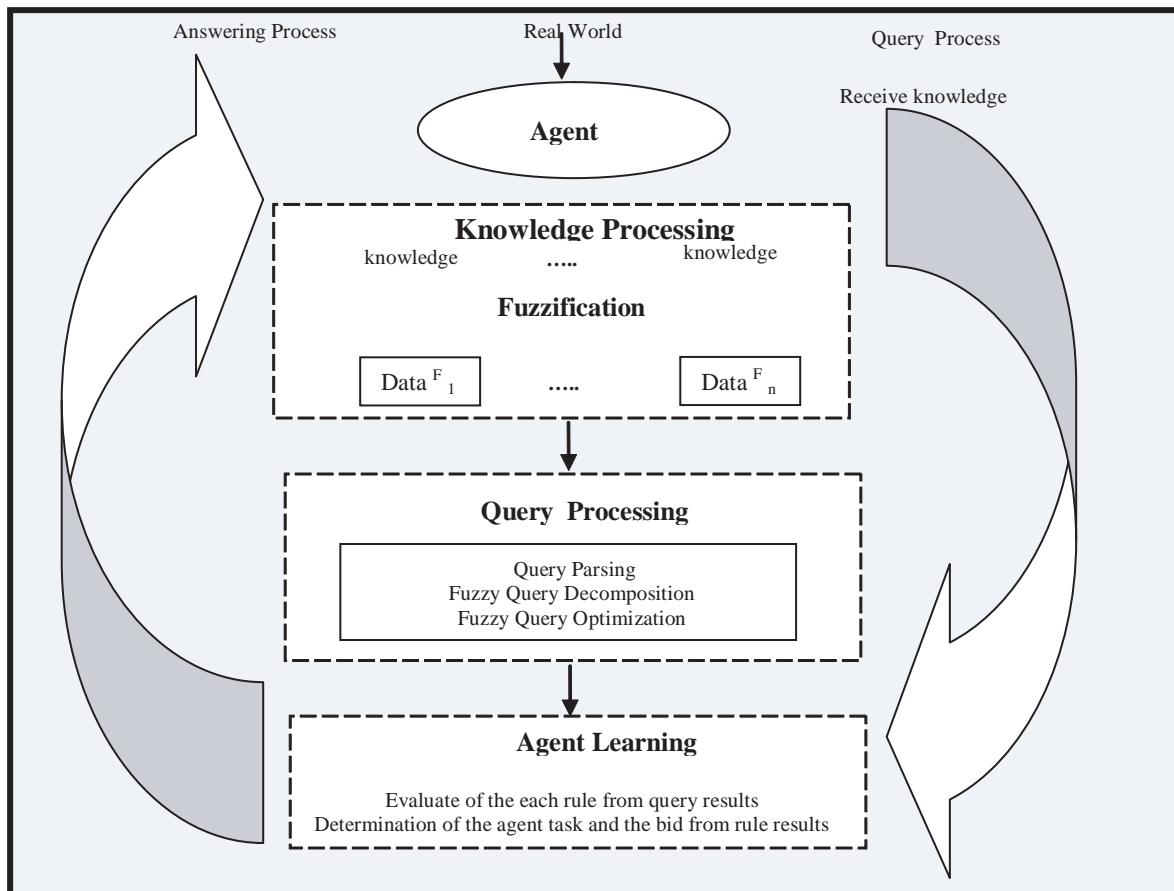 Answering Process
Real World
Query Process
Receive knowledge
Agent
Knowledge Processing
knowledge ..... knowledge
Fuzzification
Data F 1 ..... Data F n
Query Processing
Query Parsing
Fuzzy Query Decomposition
Fuzzy Query Optimization
Agent Learning
Evaluate of the each rule from query results
Determination of the agent task and the bid from rule results